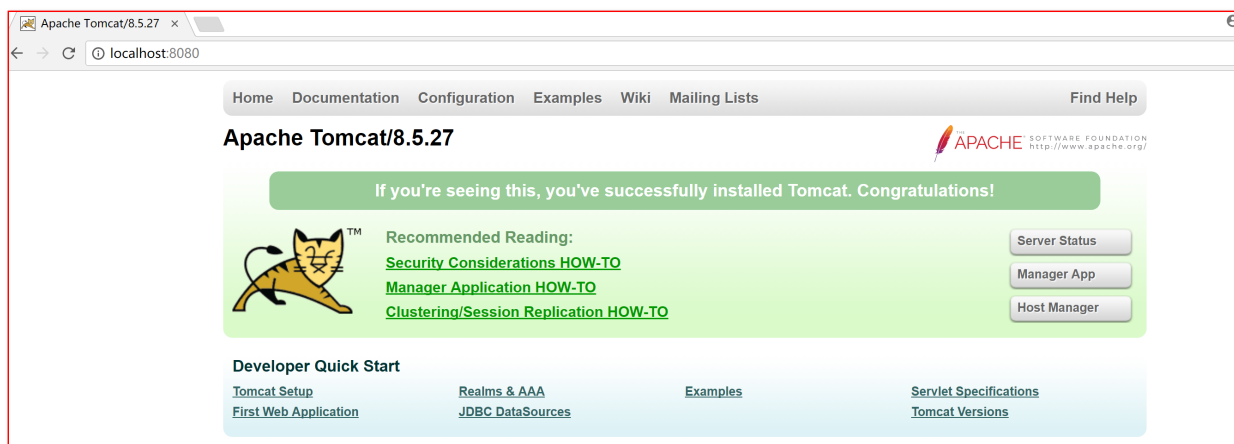 Apache Tomcat/8.5.27
localhost:8080
Home Documentation Configuration Examples Wiki Mailing Lists Find Help
Apache Tomcat/8.5.27
THE
APACHE SOFTWARE FOUNDATION
http://www.apache.org/
If you're seeing this, you've successfully installed Tomcat. Congratulations!
TM
Recommended Reading:
Security Considerations HOW-TO
Manager Application HOW-TO
Clustering/Session Replication HOW-TO
Server Status
Manager App
Host Manager
Developer Quick Start
Tomcat Setup Realms & AAA Examples Servlet Specifications
First Web Application JDBC DataSources Tomcat Versions